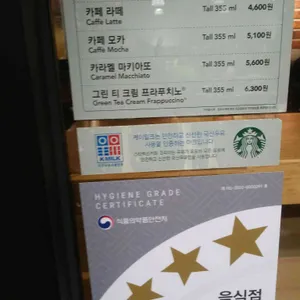 카페 라떼 Tall 355 ml 4,600원
Caffe Latte
카페 모카 Tall 355 ml 5,100원
Caffe Mocha
카라멜 마키아또 Tall 355 ml 5,600원
Caramel Macchiato
그린 티 크림 프라푸치노® Tall 355 ml 6,300원
Green Tea Cream Frappuccino®
K·MILK
HYGIENE GRADE
CERTIFICATE
식품의약품안전처
음식점